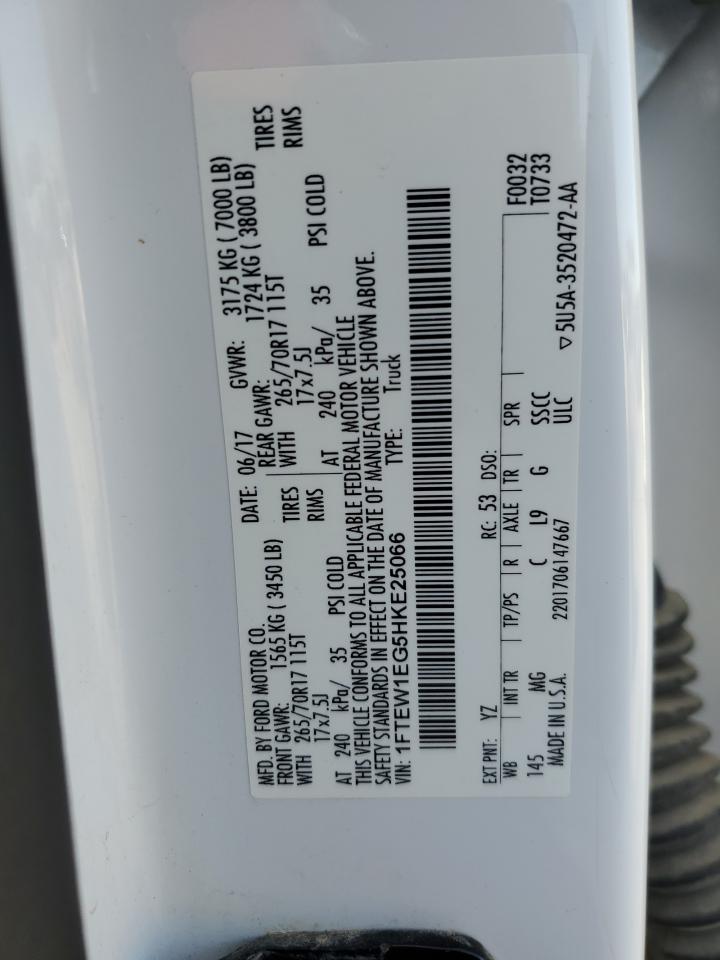 MFD. BY FORD MOTOR CO. DATE: 06/17 GVWR: 3175 KG ( 7000 LB)
FRONT GAWR: 1565 KG ( 3450 LB) REAR GAWR: 1724 KG ( 3800 LB)
WITH 265/70R17 115T TIRES WITH 265/70R17 115T TIRES
17x7.5J RIMS 17x7.5J RIMS
AT 240 kPa/ 35 PSI COLD AT 240 kPa/ 35 PSI COLD
THIS VEHICLE CONFORMS TO ALL APPLICABLE FEDERAL MOTOR VEHICLE
SAFETY STANDARDS IN EFFECT ON THE DATE OF MANUFACTURE SHOWN ABOVE.
VIN: 1FTEW1EG5HKE25066 TYPE: Truck
EXT PNT: YZ RC: 53 DSO: F0032
WB INT TR TP/PS R AXLE TR SPR T0733
145 MG C L9 G SSCC
MADE IN U.S.A. 2201706147667 ULC ▽5U5A-3520472-AA